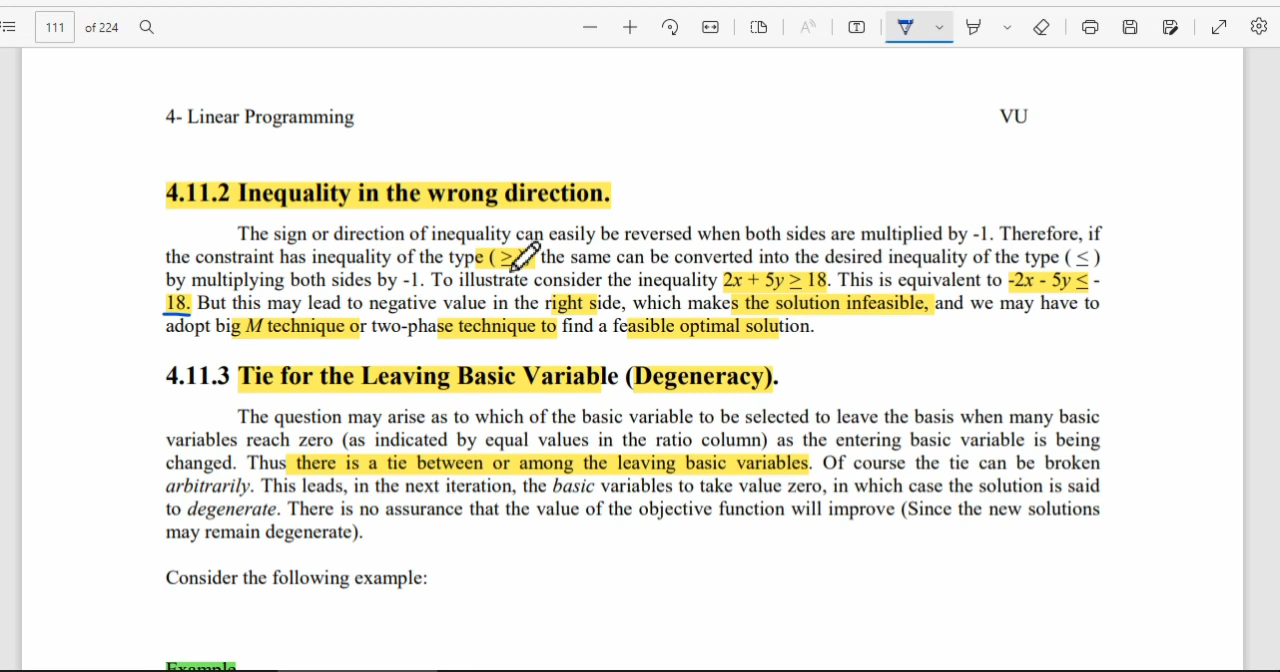 111 of 224
4- Linear Programming VU
4.11.2 Inequality in the wrong direction.
The sign or direction of inequality can easily be reversed when both sides are multiplied by -1. Therefore, if
the constraint has inequality of the type ( ≥ the same can be converted into the desired inequality of the type ( ≤ )
by multiplying both sides by -1. To illustrate consider the inequality 2x + 5y ≥ 18. This is equivalent to -2x - 5y ≤ -
18. But this may lead to negative value in the right side, which makes the solution infeasible, and we may have to
adopt big M technique or two-phase technique to find a feasible optimal solution.
4.11.3 Tie for the Leaving Basic Variable (Degeneracy).
The question may arise as to which of the basic variable to be selected to leave the basis when many basic
variables reach zero (as indicated by equal values in the ratio column) as the entering basic variable is being
changed. Thus there is a tie between or among the leaving basic variables. Of course the tie can be broken
arbitrarily. This leads, in the next iteration, the basic variables to take value zero, in which case the solution is said
to degenerate. There is no assurance that the value of the objective function will improve (Since the new solutions
may remain degenerate).
Consider the following example:
Example